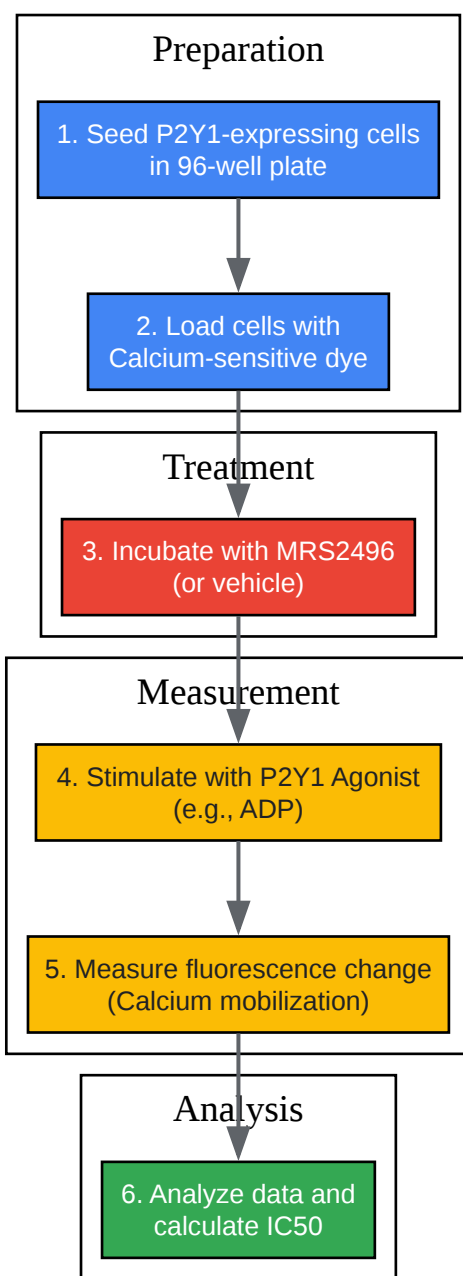 Preparation
1. Seed P2Y1-expressing cells
in 96-well plate
2. Load cells with
Calcium-sensitive dye
Treatment
3. Incubate with MRS2496
(or vehicle)
Measurement
4. Stimulate with P2Y1 Agonist
(e.g., ADP)
5. Measure fluorescence change
(Calcium mobilization)
Analysis
6. Analyze data and
calculate IC50